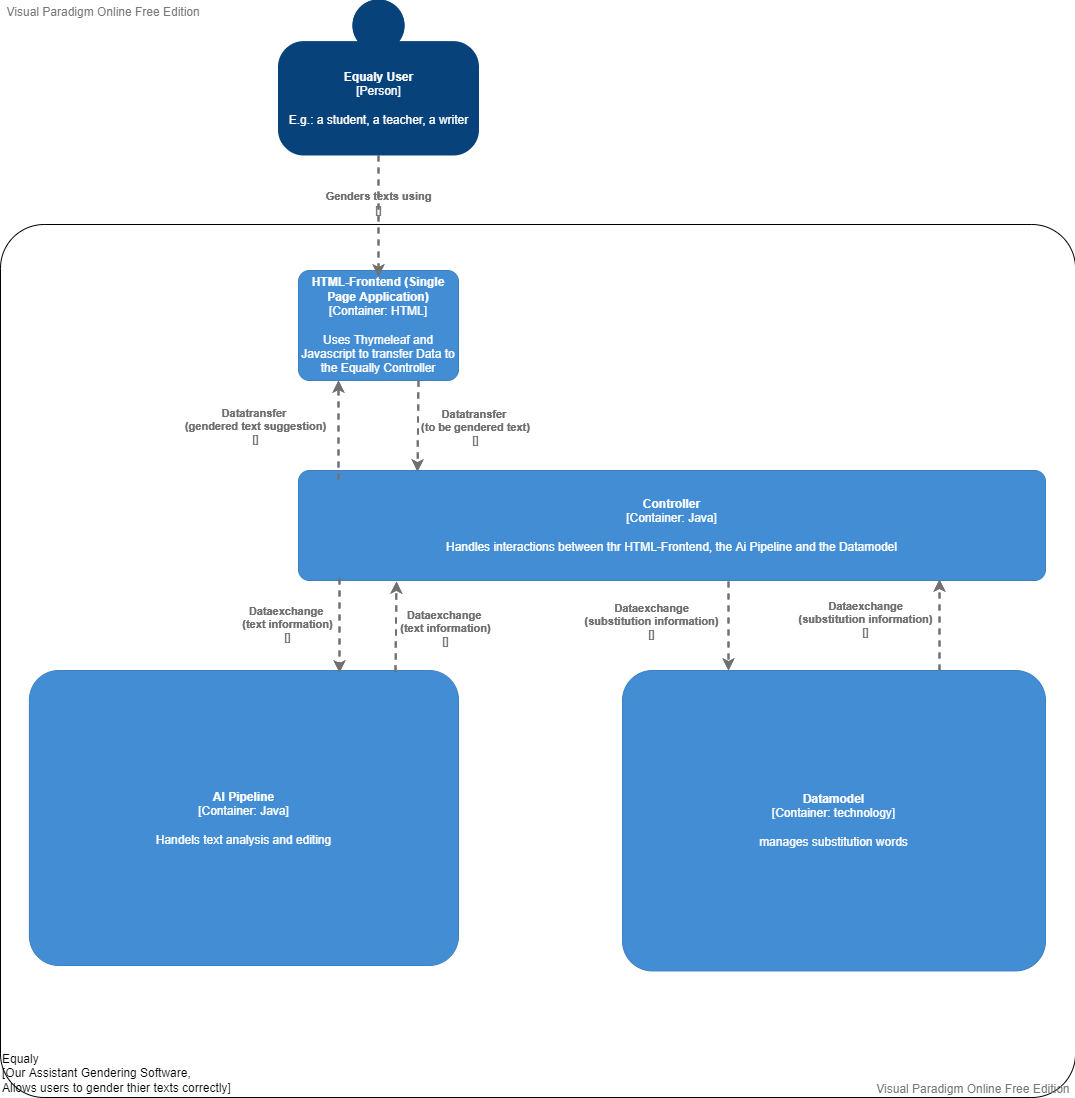 Visual Paradigm Online Free Edition
Equaly User
[Person]
E.g.: a student, a teacher, a writer
Genders texts using
[]
HTML-Frontend (Single
Page Application)
[Container: HTML]
Uses Thymeleaf and
Javascript to transfer Data to
the Equally Controller
Datatransfer
(gendered text suggestion)
[]
Datatransfer
(to be gendered text)
[]
Controller
[Container: Java]
Handles interactions between thr HTML-Frontend, the Ai Pipeline and the Datamodel
Dataexchange
(text information)
[]
Dataexchange
(text information)
[]
Dataexchange
(substitution information)
[]
Dataexchange
(substitution information)
[]
AI Pipeline
[Container: Java]
Handels text analysis and editing
Datamodel
[Container: technology]
manages substitution words
Equaly
[Our Assistant Gendering Software,
Allows users to gender thier texts correctly]
Visual Paradigm Online Free Edition